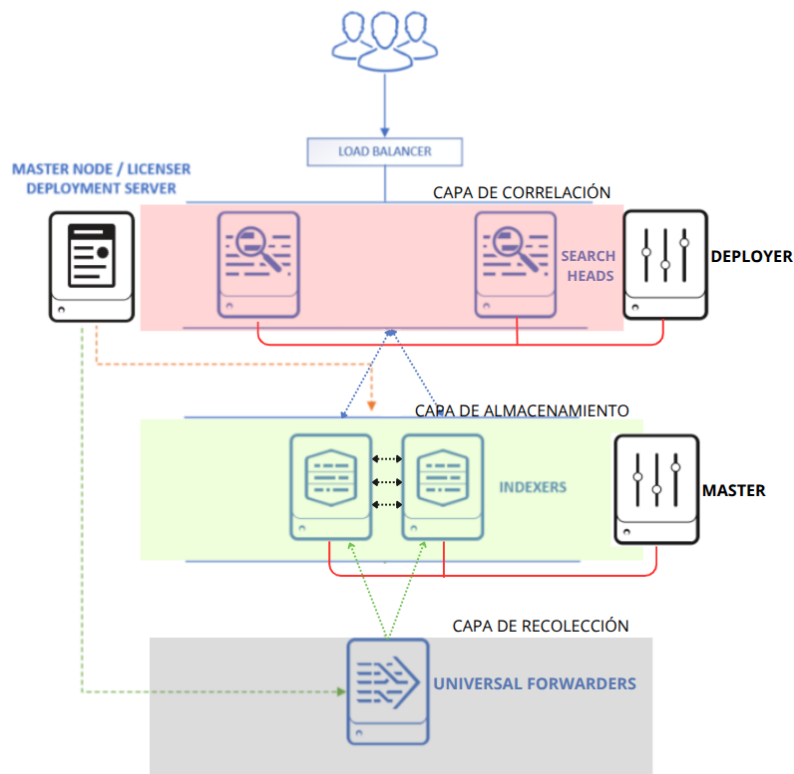 LOAD BALANCER
MASTER NODE / LICENSER
DEPLOYMENT SERVER
CAPA DE CORRELACIÓN
SEARCH
HEADS
DEPLOYER
CAPA DE ALMACENAMIENTO
INDEXERS
MASTER
CAPA DE RECOLECCIÓN
UNIVERSAL FORWARDERS